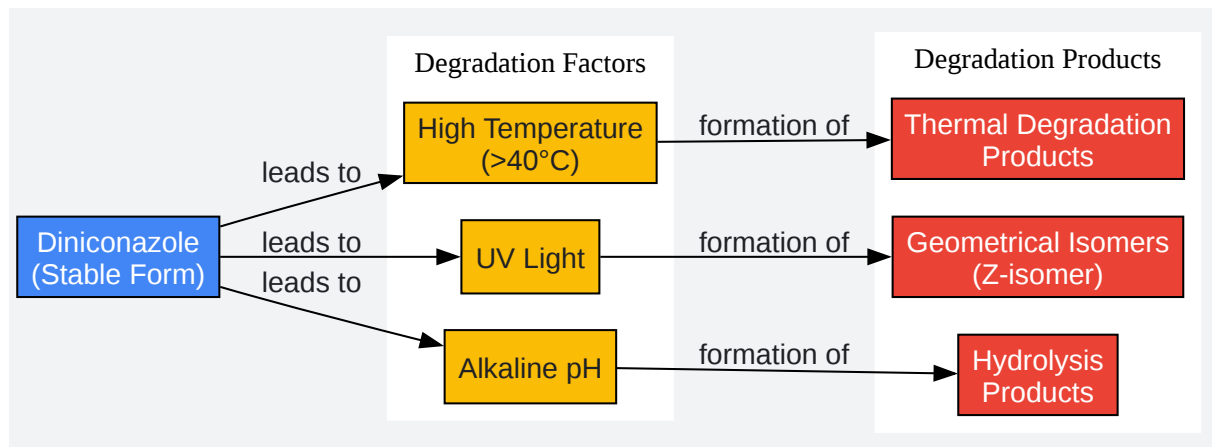 Degradation Factors
Degradation Products
High Temperature
(>40°C)
formation of
Thermal Degradation
Products
leads to
Diniconazole
(Stable Form)
leads to
UV Light
formation of
Geometrical Isomers
(Z-isomer)
leads to
Alkaline pH
formation of
Hydrolysis
Products